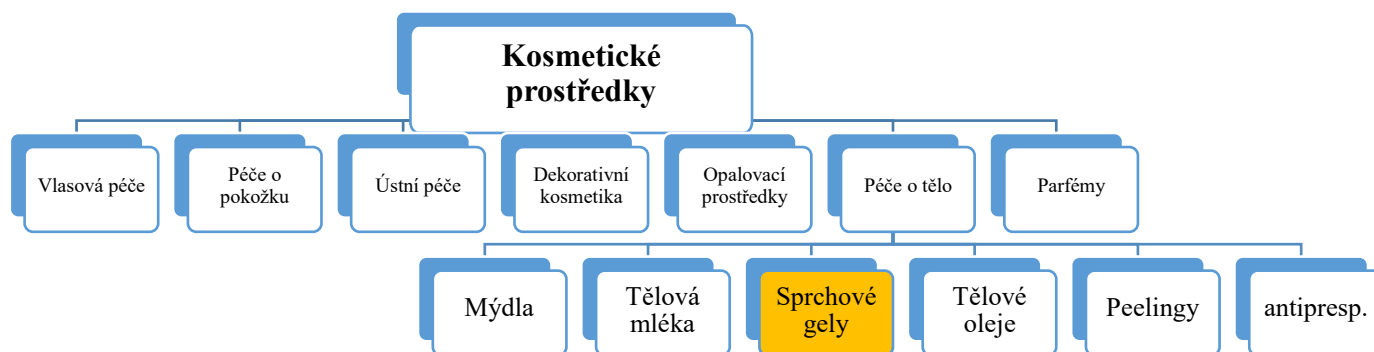 Kosmetické
prostředky
Vlasová péče
Péče o
pokožku
Ústní péče
Dekorativní
kosmetika
Opalovací
prostředky
Péče o tělo
Parfémy
Mýdla
Tělová
mléka
Sprchové
gely
Tělové
oleje
Peelingy
antipresp.